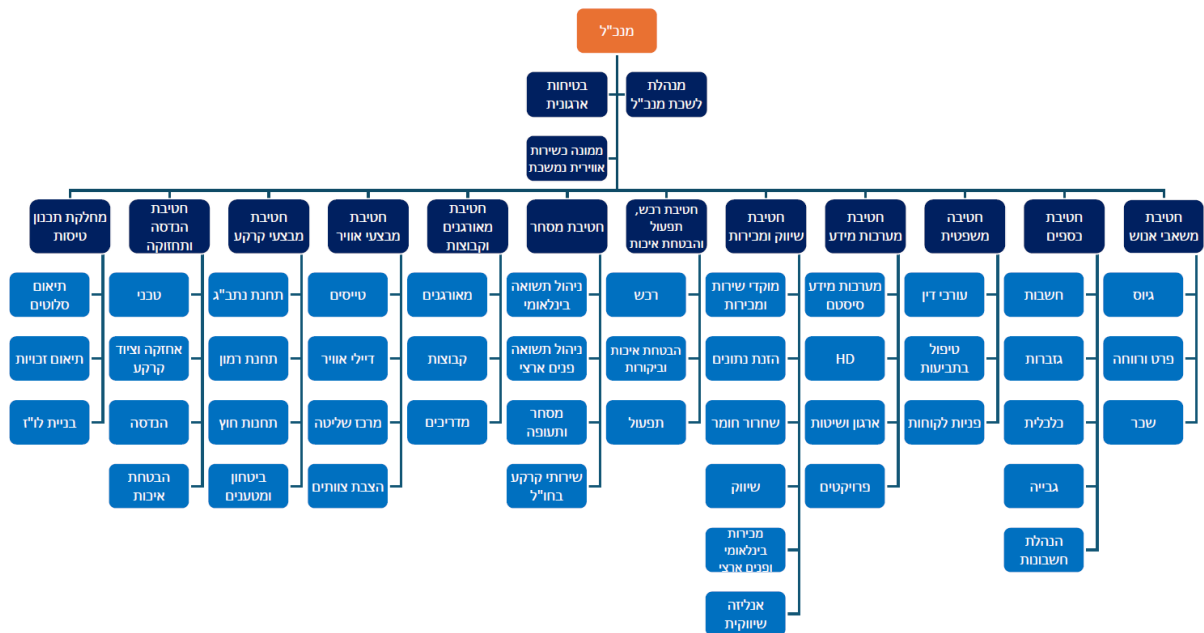 מנכ"ל
מנהלת
לשכת מנכ"ל
בטיחות
ארגונית
ממונה כשירות
אווירית נמשכת
חטיבת
משאבי אנוש
גיוס
פרט ורווחה
שכר
חטיבת
כספים
חשבות
גזברות
כלכלית
גבייה
הנהלת
חשבונות
חטיבה
משפטית
עורכי דין
טיפול
בתביעות
פניות לקוחות
חטיבת
מערכות מידע
מערכות מידע
סיסטם
HD
ארגון ושיטות
פרויקטים
חטיבת
שיווק ומכירות
מוקדי שירות
ומכירות
הזנת נתונים
שחרור חומר
שיווק
מכירות
בינלאומי
ופנים ארצי
אנליזה
שיווקית
חטיבת רכש,
תפעול
והבטחת איכות
רכש
הבטחת איכות
וביקורות
תפעול
חטיבת מסחר
ניהול תשואה
בינלאומי
ניהול תשואה
פנים ארצי
מסחר
ותעופה
שירותי קרקע
בחו"ל
חטיבת
מאורגנים
וקבוצות
מאורגנים
קבוצות
מדריכים
חטיבת
מבצעי אוויר
טייסים
דיילי אוויר
מרכז שליטה
הצבת צוותים
חטיבת
מבצעי קרקע
תחנת נתב"ג
תחנת רמון
תחנות חוץ
ביטחון
ומטענים
חטיבת
הנדסה
ותחזוקה
טכני
אחזקה וציוד
קרקע
הנדסה
הבטחת
איכות
מחלקת תכנון
טיסות
תיאום
סלוטים
תיאום זכויות
בניית לו"ז